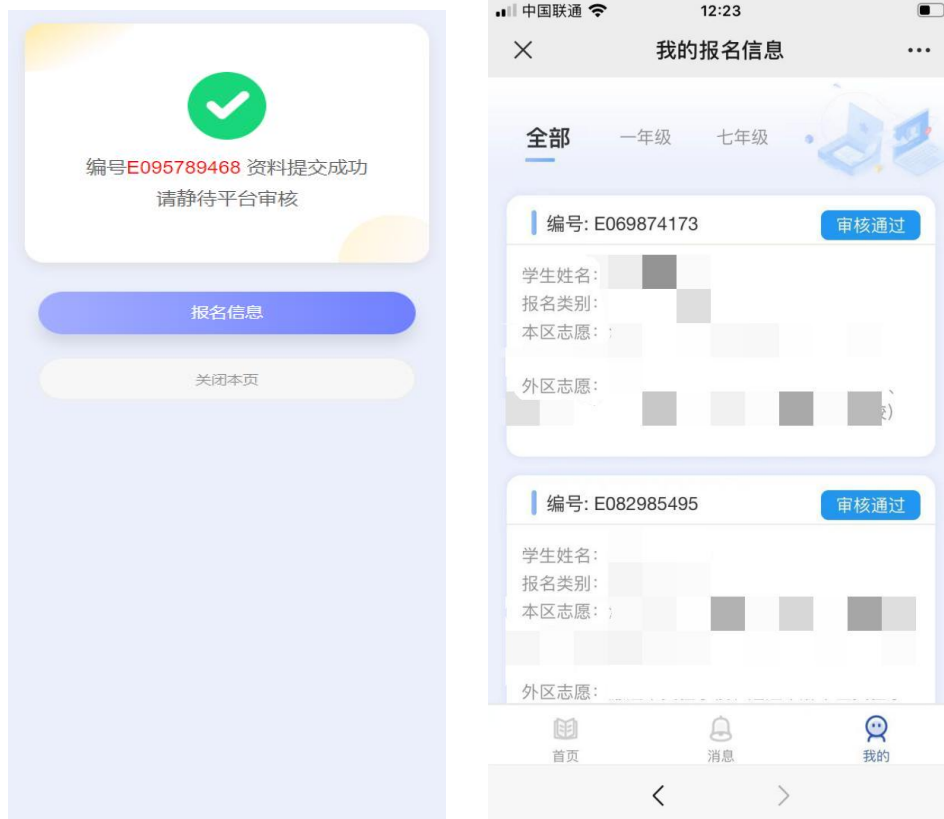 编号E095789468 资料提交成功
请静待平台审核
报名信息
关闭本页
中国联通 12:23
我的报名信息
全部 一年级 七年级
编号: E069874173 审核通过
学生姓名:
报名类别:
本区志愿:
外区志愿:
编号: E082985495 审核通过
学生姓名:
报名类别:
本区志愿:
外区志愿:
首页 消息 我的